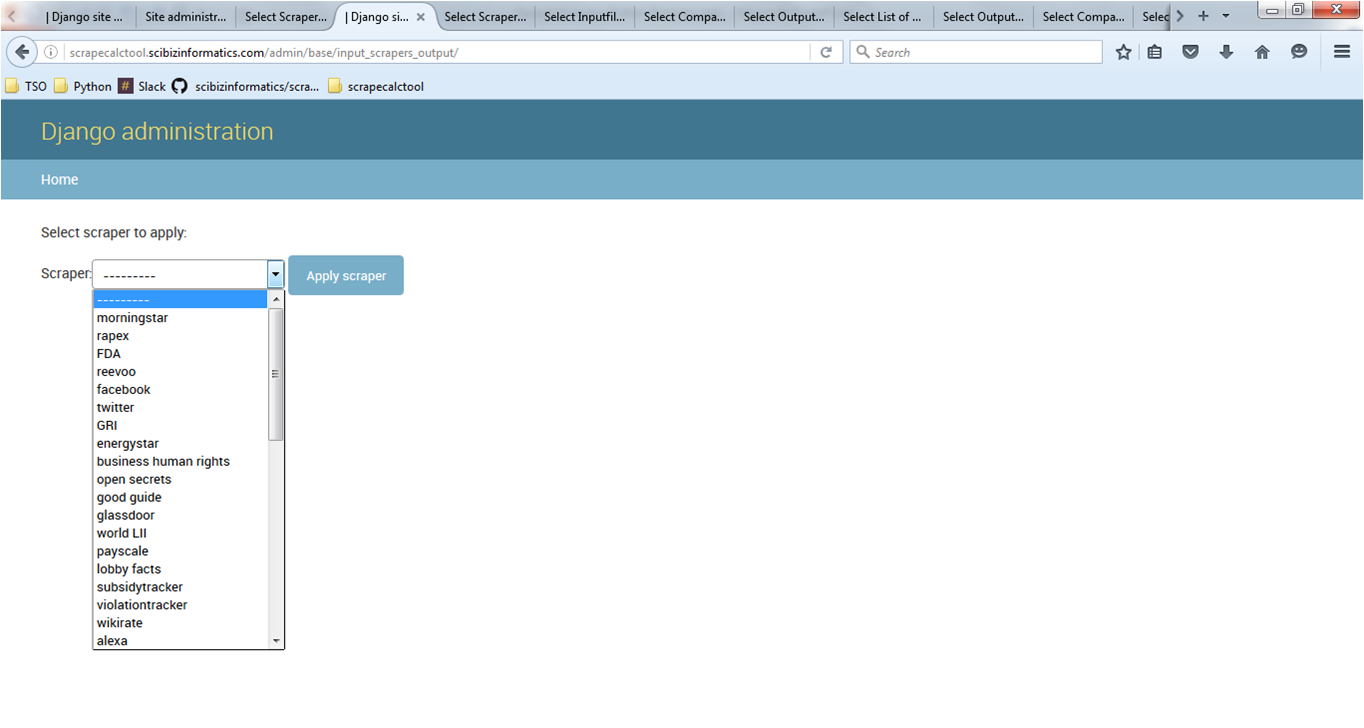 | Django site ... Site administr... Select Scraper... | Django si... Select Scraper... Select Inputfil... Select Compa... Select Output... Select List of ... Select Output... Select Compa... Selec
scrapecalctool.scibizinformatics.com/admin/base/input_scrapers_output/ Search
TSO Python # Slack scibizinformatics/scra... scrapecalctool
Django administration
Home
Select scraper to apply:
Scraper: --------- Apply scraper
---------
morningstar
rapex
FDA
reevoo
facebook
twitter
GRI
energystar
business human rights
open secrets
good guide
glassdoor
world LII
payscale
lobby facts
subsidytracker
violationtracker
wikirate
alexa